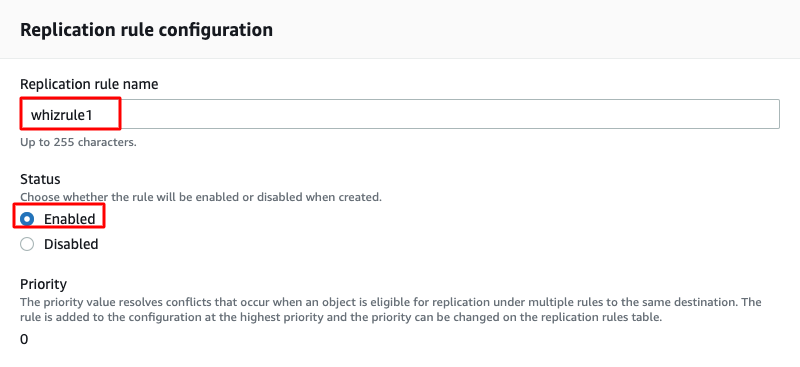 Replication rule configuration
Replication rule name
whizrule1
Up to 255 characters.
Status
Choose whether the rule will be enabled or disabled when created.
Enabled
Disabled
Priority
The priority value resolves conflicts that occur when an object is eligible for replication under multiple rules to the same destination. The
rule is added to the configuration at the highest priority and the priority can be changed on the replication rules table.
0